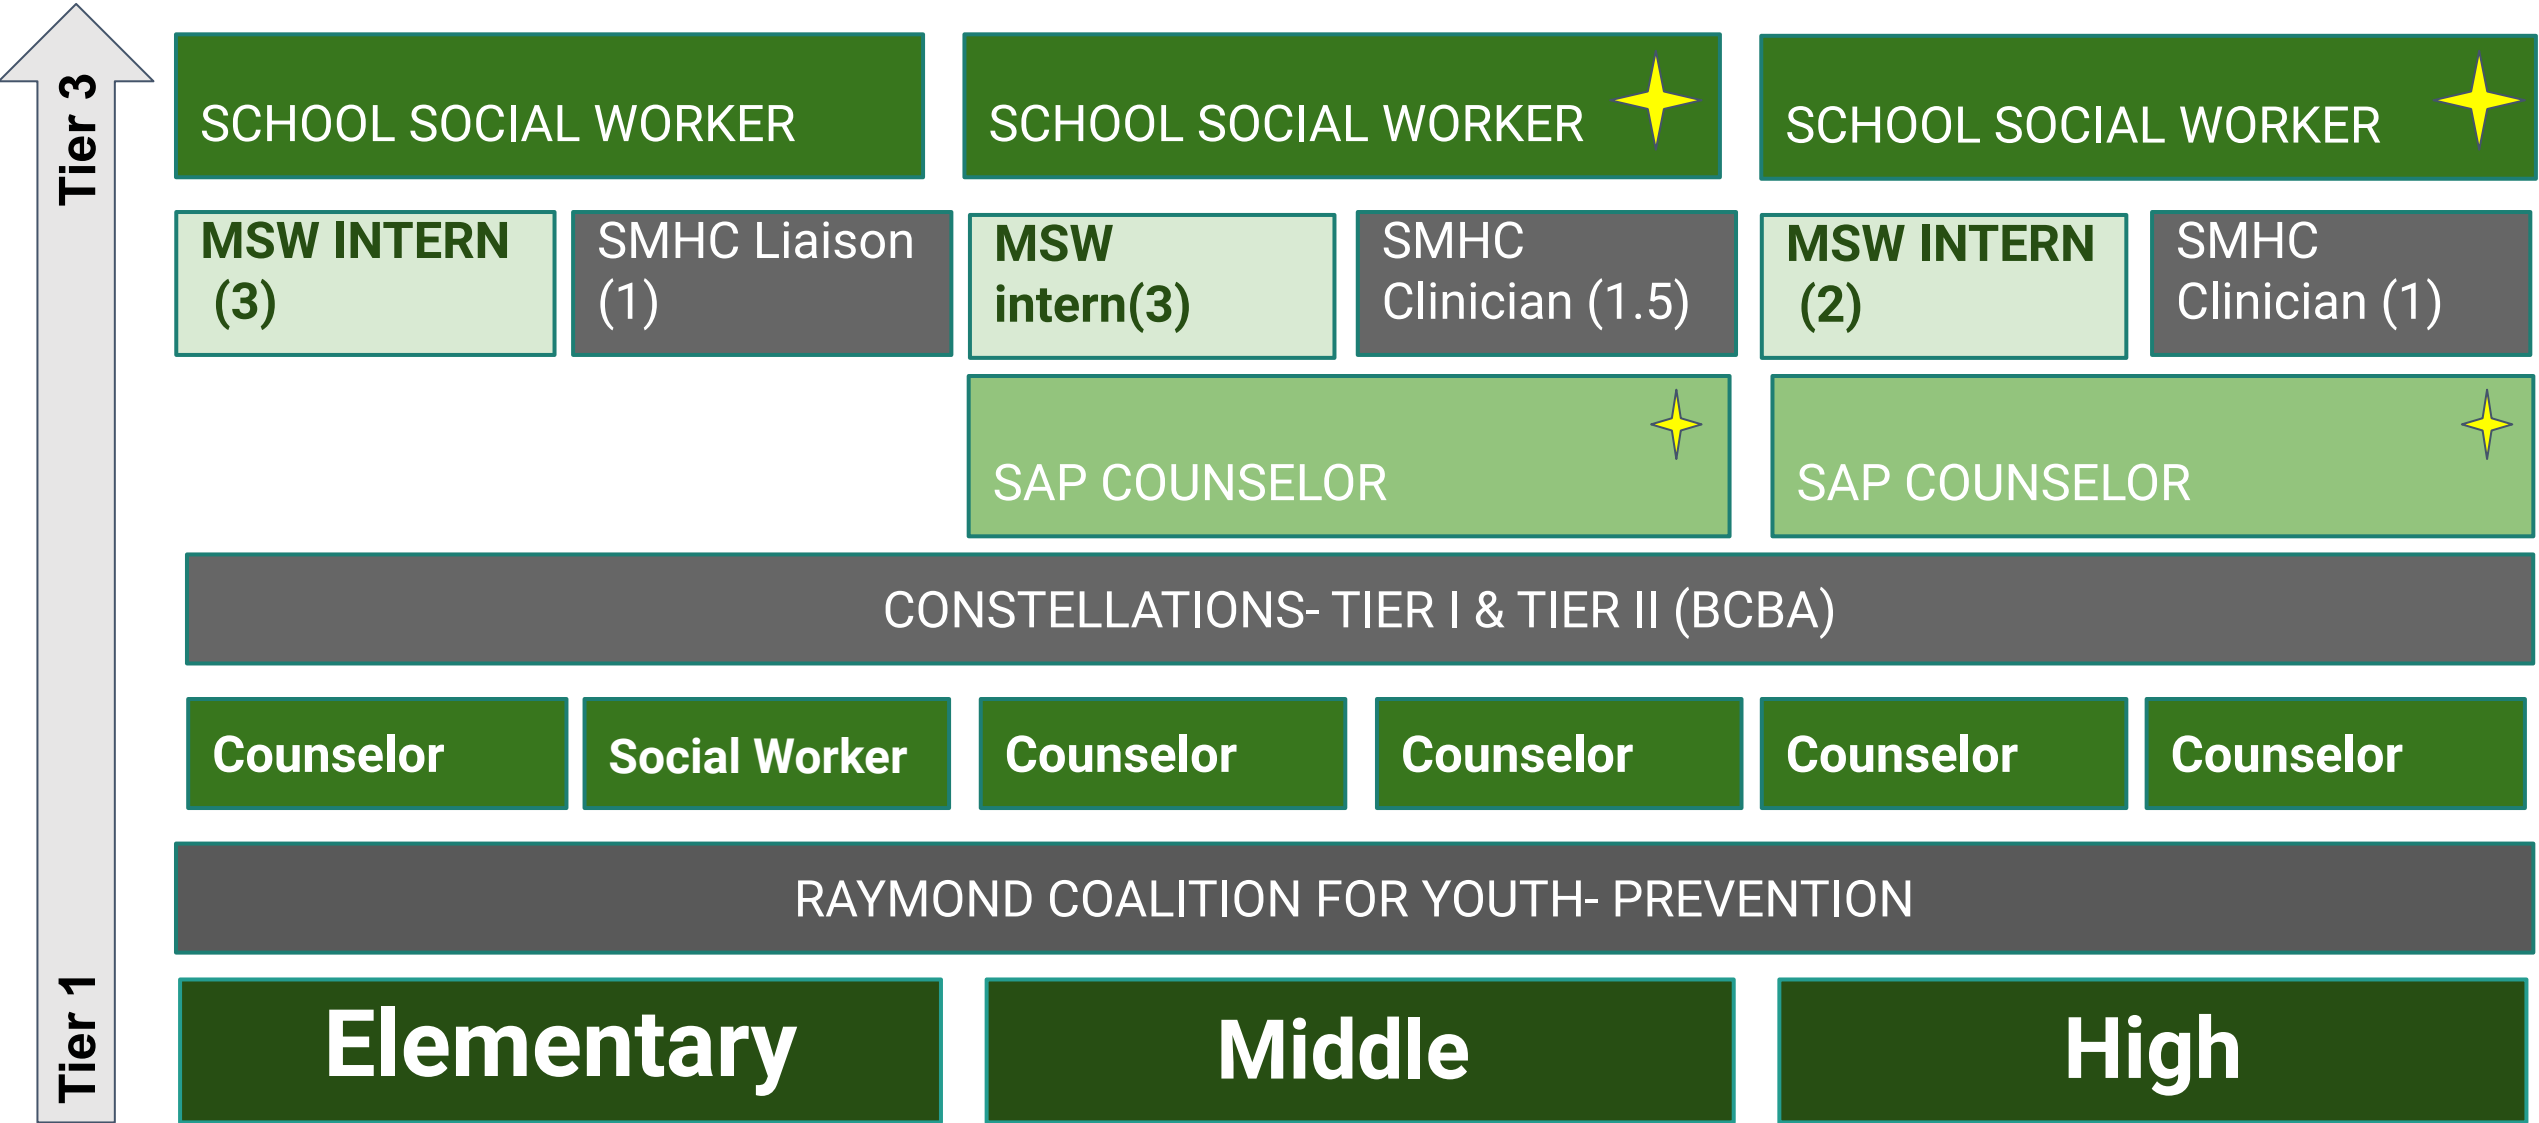 Tier 3
SCHOOL SOCIAL WORKER
SCHOOL SOCIAL WORKER
SCHOOL SOCIAL WORKER
MSW INTERN
(3)
SMHC Liaison
(1)
MSW
intern(3)
SMHC
Clinician (1.5)
MSW INTERN
(2)
SMHC
Clinician (1)
SAP COUNSELOR
SAP COUNSELOR
CONSTELLATIONS- TIER I & TIER II (BCBA)
Counselor
Social Worker
Counselor
Counselor
Counselor
Counselor
RAYMOND COALITION FOR YOUTH- PREVENTION
Tier 1
Elementary
Middle
High